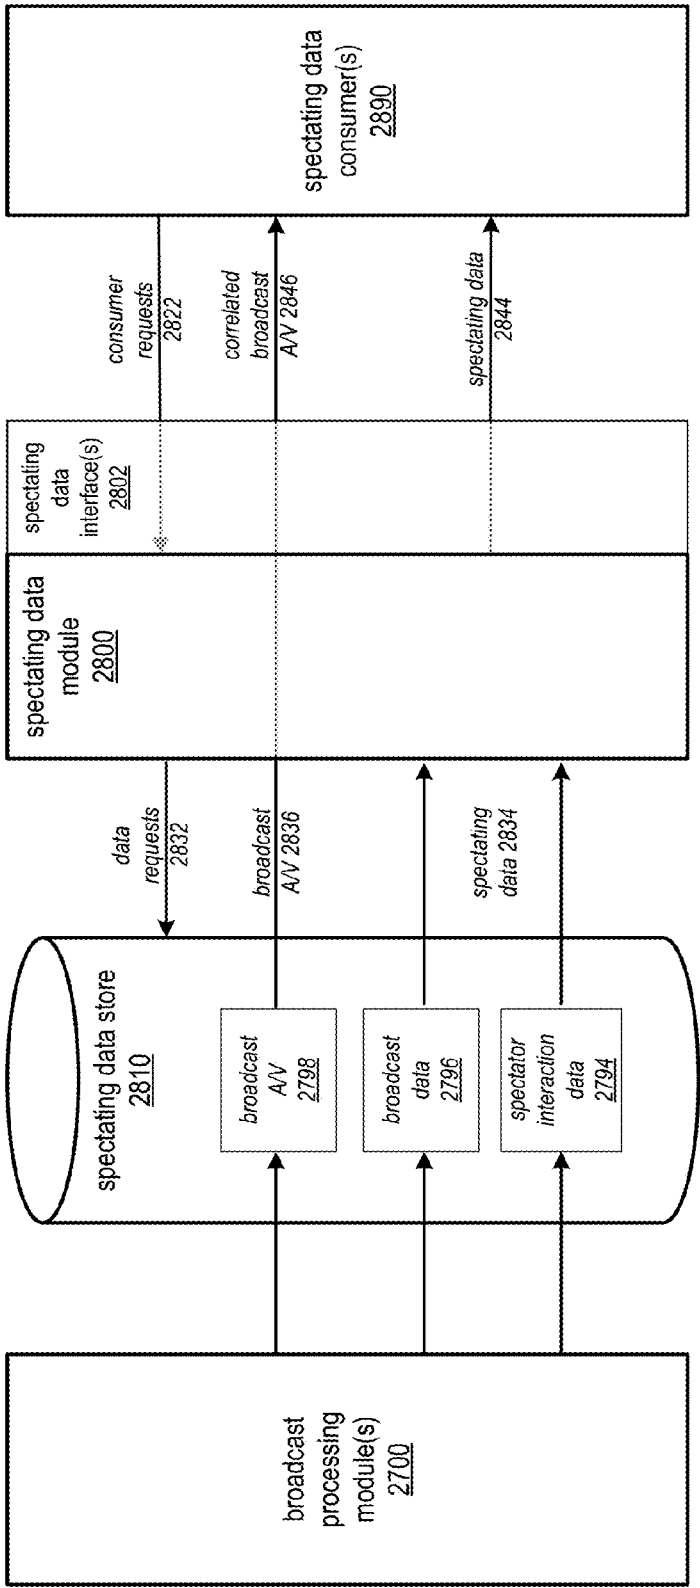 broadcast
processing
module(s)
2700
spectating data store
2810
broadcast
A/V
2798
broadcast
data
2796
spectator
interaction
data
2794
data
requests
2832
broadcast
A/V 2836
spectating
data 2834
spectating data
module
2800
spectating
data
interface(s)
2802
consumer
requests
2822
correlated
broadcast
A/V 2846
spectating data
2844
spectating data
consumer(s)
2890